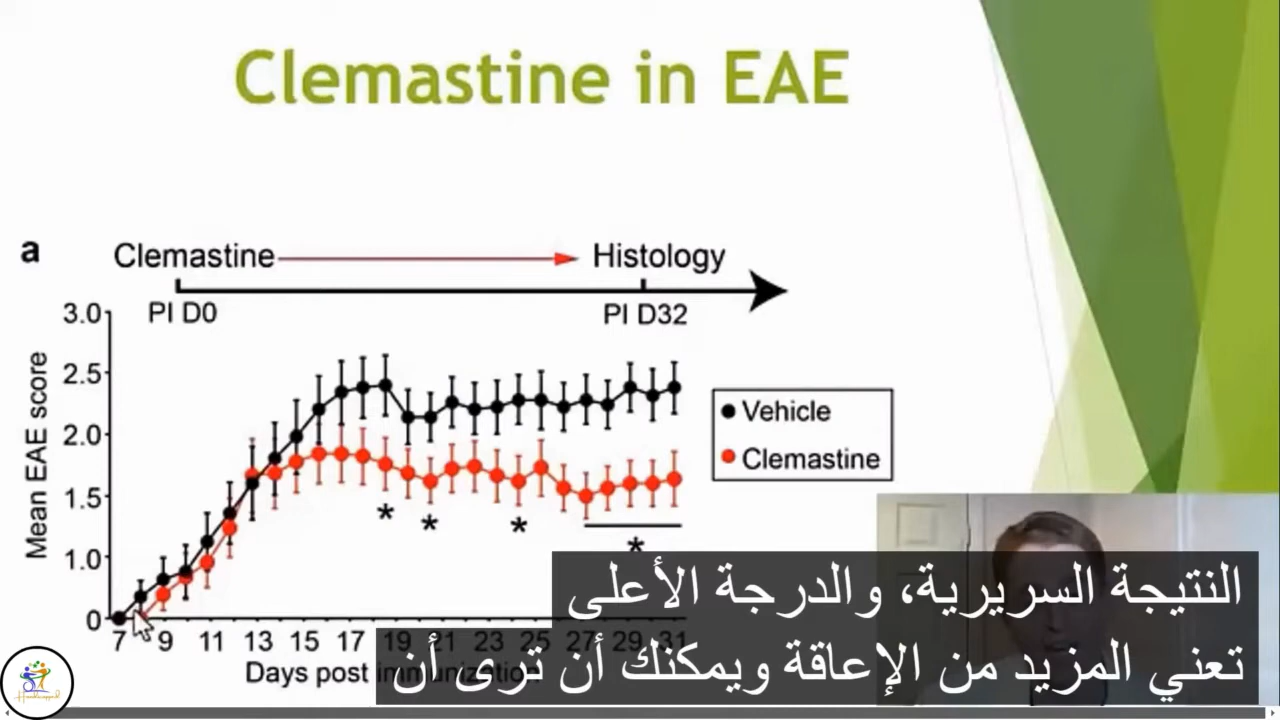 Clemastine in EAE
a
Clemastine
Histology
PI D0
PI D32
Mean EAE score
3.0
2.5
2.0
1.5
1.0
0
Vehicle
Clemastine
*
*
*
*
7 9 11 13 15 17 19 21 23 25 27 29 31
Days post immunization
النتيجة السريرية، والدرجة الأعلى
تعني المزيد من الإعاقة ويمكنك أن ترى أن